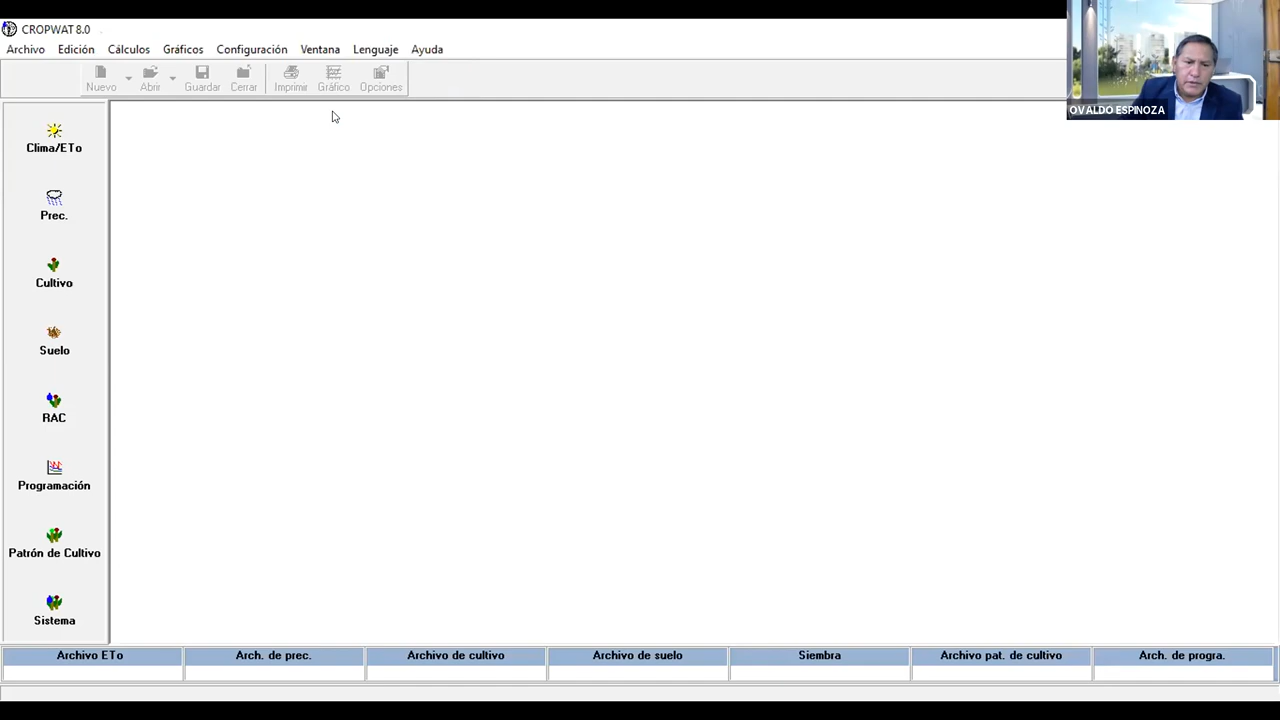 CROPWAT 8.0
Archivo Edición Cálculos Gráficos Configuración Ventana Lenguaje Ayuda
Nuevo Abrir Guardar Cerrar Imprimir Gráfico Opciones
OVALDO ESPINOZA
Clima/ETo
Prec.
Cultivo
Suelo
RAC
Programación
Patrón de Cultivo
Sistema
Archivo ETo Arch. de prec. Archivo de cultivo Archivo de suelo Siembra Archivo pat. de cultivo Arch. de progra.